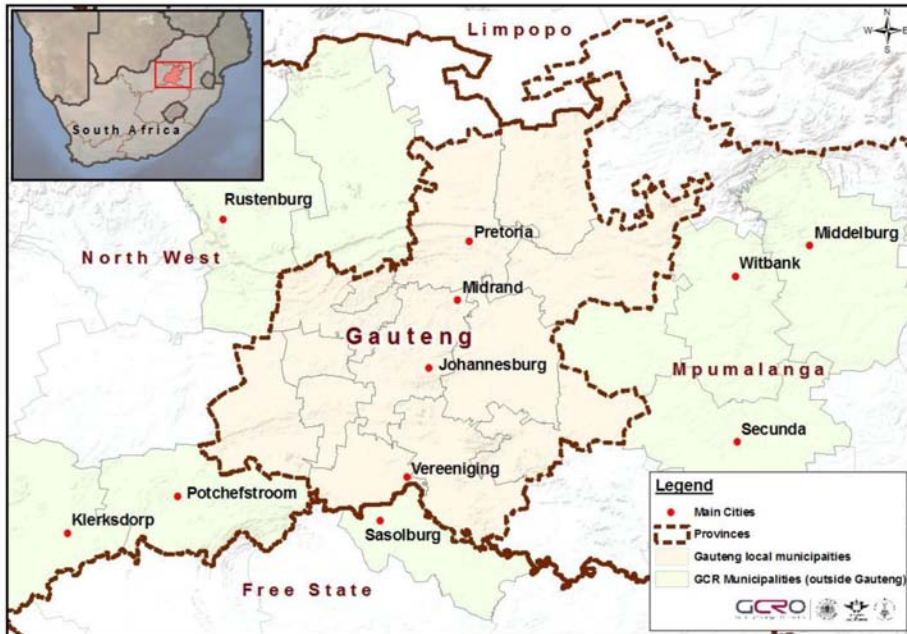 Limpopo
N
W
E
S
South Africa
Rustenburg
Pretoria
Middelburg
North West
Witbank
Midrand
Gauteng
Johannesburg
Mpumalanga
Secunda
Vereeniging
Potchefstroom
Klerksdorp
Sasolburg
Free State
Legend
Main Cities
Provinces
Gauteng local municipaities
GCR Municipalities (outside Gauteng)
GCRO